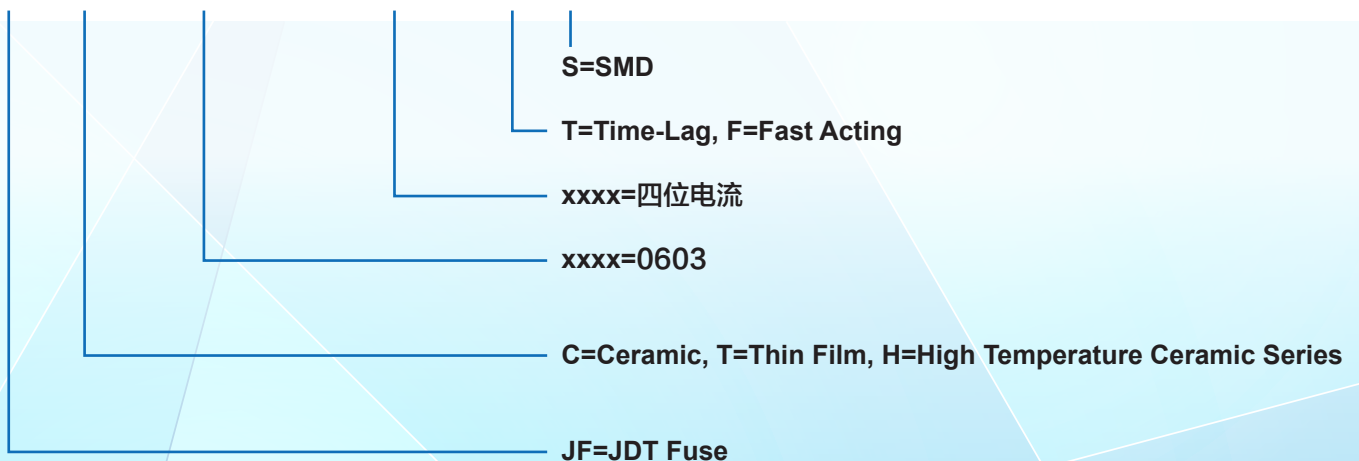 S=SMD
T=Time-Lag, F=Fast Acting
xxxx=四位电流
xxxx=0603
C=Ceramic, T=Thin Film, H=High Temperature Ceramic Series
JF=JDT Fuse